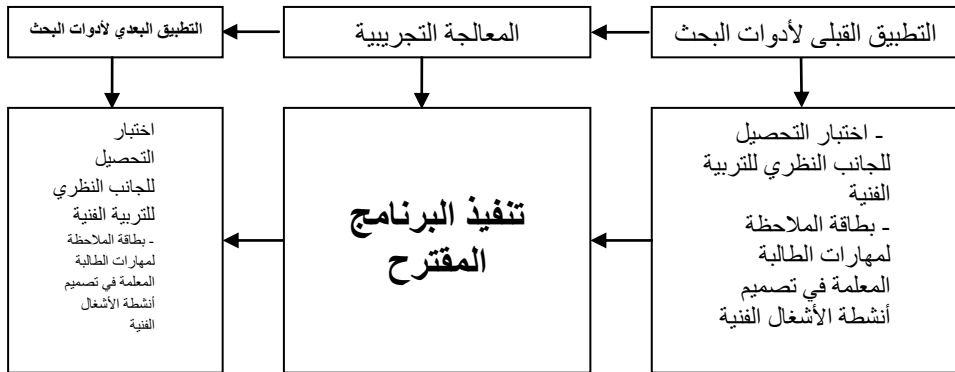 التطبيق القبلى لأدوات البحث
المعالجة التجريبية
التطبيق البعدي لأدوات البحث
- اختبار التحصيل
للجانب النظري للتربية
الفنية
- بطاقة الملاحظة
لمهارات الطالبة
المعلمة في تصميم
أنشطة الأشغال الفنية
تنفيذ البرنامج
المقترح
اختبار
التحصيل
للجانب النظري
للتربية الفنية
- بطاقة الملاحظة
لمهارات الطالبة
المعلمة في تصميم
أنشطة الأشغال
الفنية